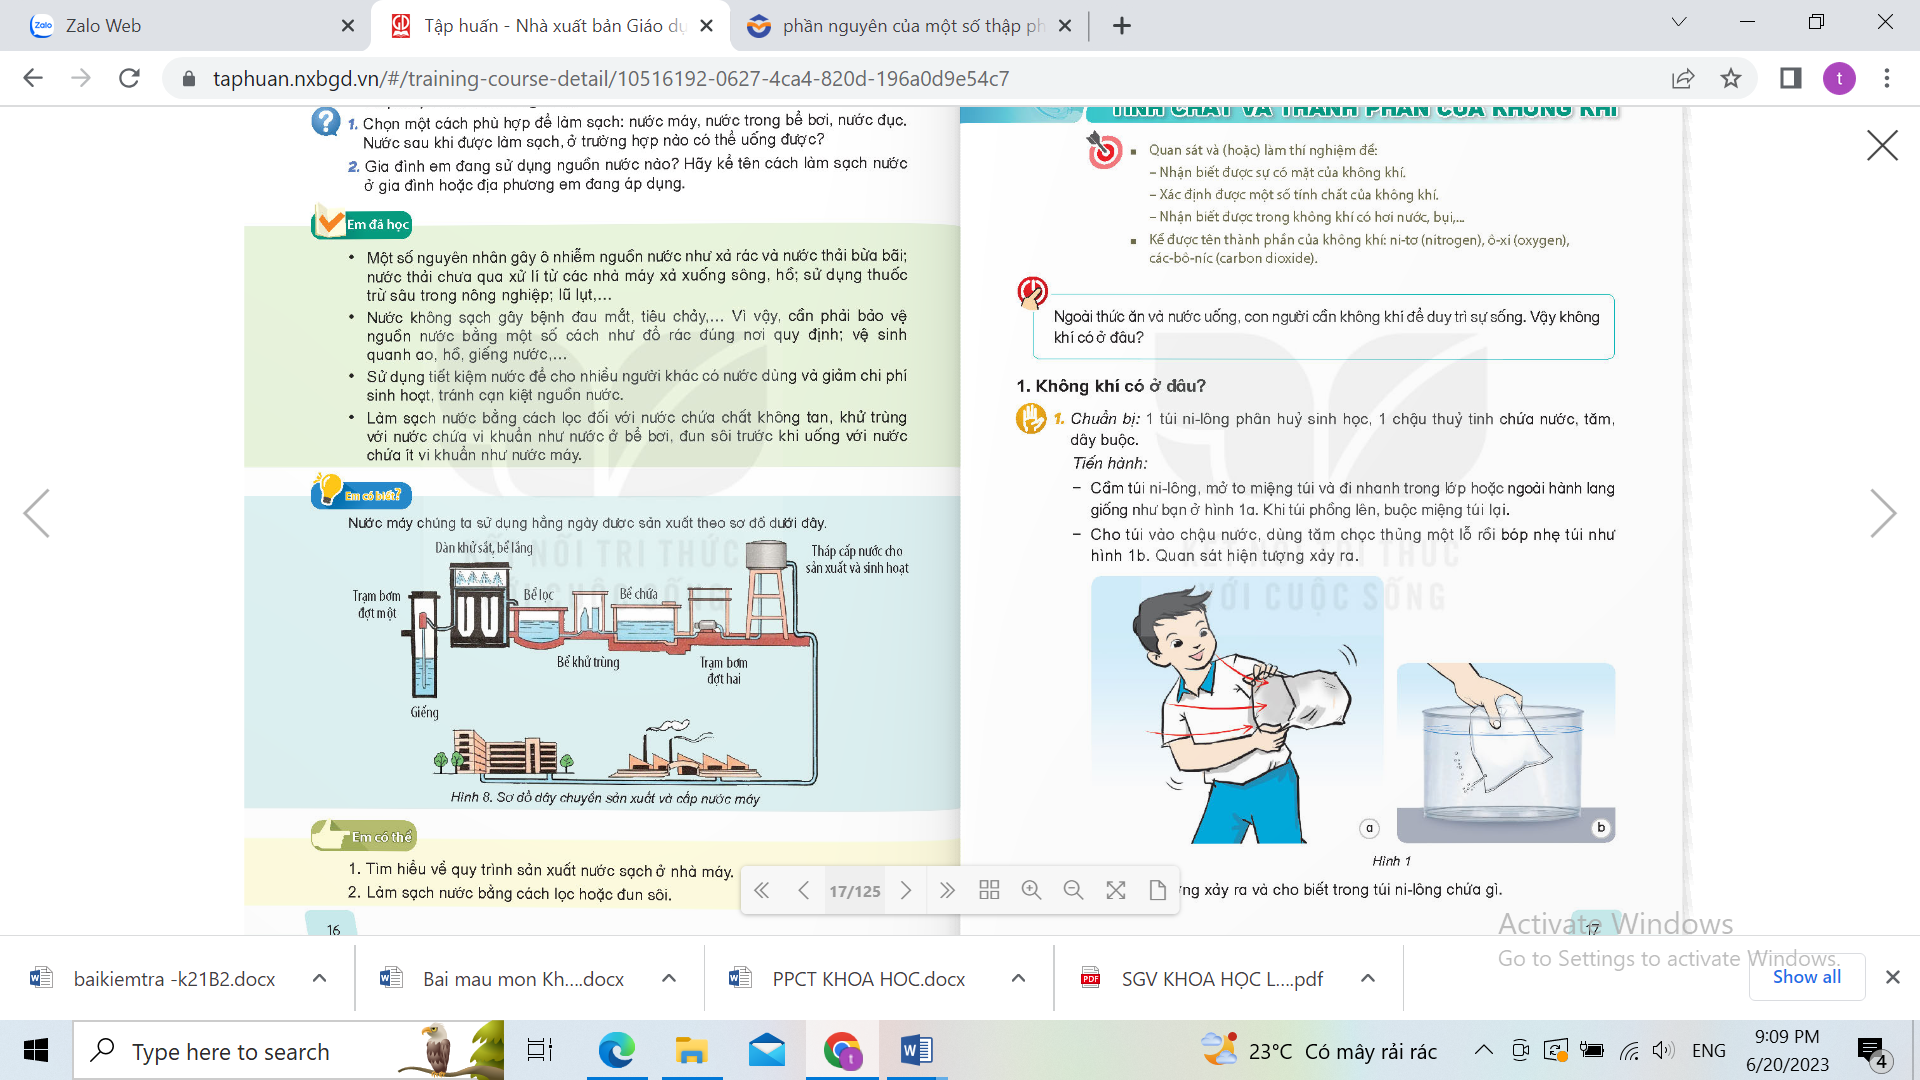 Zalo Web
Tập huấn - Nhà xuất bản Giáo dụ
phần nguyên của một số thập ph
taphuan.nxbgd.vn/#/training-course-detail/10516192-0627-4ca4-820d-196a0d9e54c7
t
1. Chọn một cách phù hợp để làm sạch: nước máy, nước trong bể bơi, nước đục.
Nước sau khi được làm sạch, ở trường hợp nào có thể uống được?
2. Gia đình em đang sử dụng nguồn nước nào? Hãy kể tên cách làm sạch nước
ở gia đình hoặc địa phương em đang áp dụng.
Em đã học
• Một số nguyên nhân gây ô nhiễm nguồn nước như xả rác và nước thải bừa bãi;
nước thải chưa qua xử lí từ các nhà máy xả xuống sông, hồ; sử dụng thuốc
trừ sâu trong nông nghiệp; lũ lụt,...
• Nước không sạch gây bệnh đau mắt, tiêu chảy,... Vì vậy, cần phải bảo vệ
nguồn nước bằng một số cách như đổ rác đúng nơi quy định; vệ sinh
quanh ao, hồ, giếng nước,...
• Sử dụng tiết kiệm nước để cho nhiều người khác có nước dùng và giảm chi phí
sinh hoạt, tránh cạn kiệt nguồn nước.
• Làm sạch nước bằng cách lọc đối với nước chứa chất không tan, khử trùng
với nước chứa vi khuẩn như nước ở bể bơi, đun sôi trước khi uống với nước
chứa ít vi khuẩn như nước máy.
Em có biết?
Nước máy chúng ta sử dụng hằng ngày được sản xuất theo sơ đồ dưới đây.
Dàn khử sắt, bể lắng
Tháp cấp nước cho
sản xuất và sinh hoạt
Trạm bơm
đợt một
Bể lọc
Bể chứa
Bể khử trùng
Trạm bơm
đợt hai
Giếng
Hình 8. Sơ đồ dây chuyền sản xuất và cấp nước máy
Em có thể
1. Tìm hiểu về quy trình sản xuất nước sạch ở nhà máy.
2. Làm sạch nước bằng cách lọc hoặc đun sôi.
16
TÍNH CHẤT VÀ THÀNH PHẦN CỦA KHÔNG KHÍ
▪ Quan sát và (hoặc) làm thí nghiệm để:
– Nhận biết được sự có mặt của không khí.
– Xác định được một số tính chất của không khí.
– Nhận biết được trong không khí có hơi nước, bụi,...
▪ Kể được tên thành phần của không khí: ni-tơ (nitrogen), ô-xi (oxygen),
các-bô-níc (carbon dioxide).
Ngoài thức ăn và nước uống, con người cần không khí để duy trì sự sống. Vậy không
khí có ở đâu?
1. Không khí có ở đâu?
1. Chuẩn bị: 1 túi ni-lông phân huỷ sinh học, 1 chậu thuỷ tinh chứa nước, tăm,
dây buộc.
Tiến hành:
– Cầm túi ni-lông, mở to miệng túi và đi nhanh trong lớp hoặc ngoài hành lang
giống như bạn ở hình 1a. Khi túi phồng lên, buộc miệng túi lại.
– Cho túi vào chậu nước, dùng tăm chọc thủng một lỗ rồi bóp nhẹ túi như
hình 1b. Quan sát hiện tượng xảy ra.
a
b
Hình 1
ng xảy ra và cho biết trong túi ni-lông chứa gì.
17
KẾT NỐI TRI THỨC
VỚI CUỘC SỐNG
KẾT NỐI TRI THỨC
VỚI CUỘC SỐNG
17/125
Activate Windows
Go to Settings to activate Windows.
baikiemtra -k21B2.docx
Bai mau mon Kh....docx
PPCT KHOA HOC.docx
SGV KHOA HỌC L....pdf
Show all
Type here to search
23°C Có mây rải rác
ENG
9:09 PM
6/20/2023
4